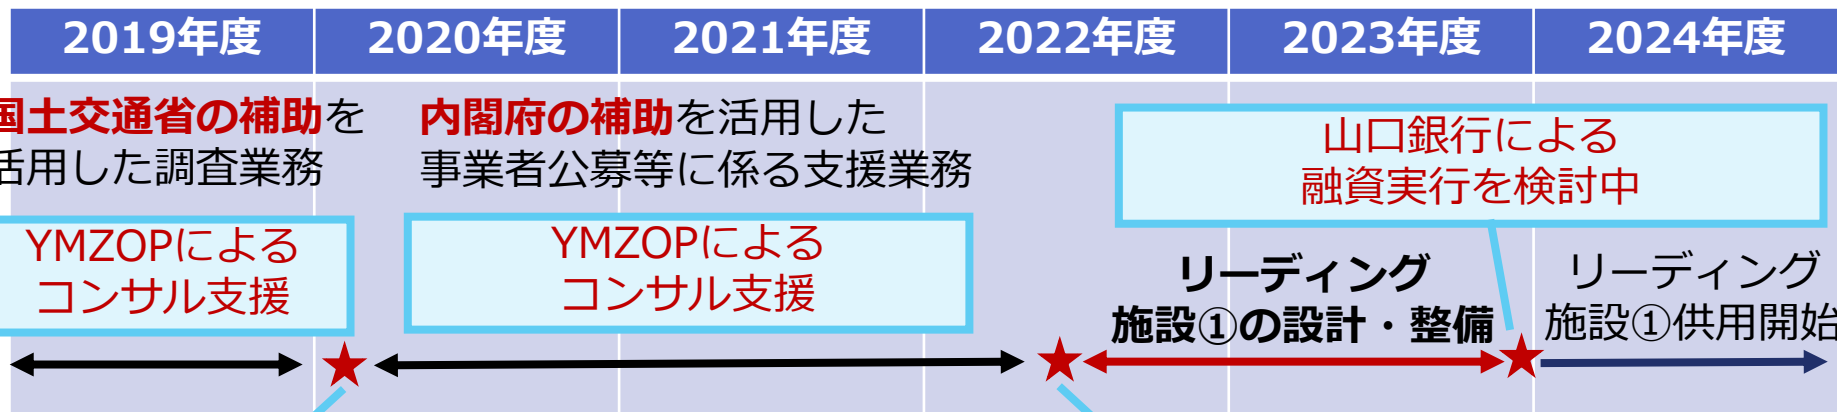 2019年度 2020年度 2021年度 2022年度 2023年度 2024年度
国土交通省の補助を
活用した調査業務
YMZOPによる
コンサル支援
内閣府の補助を活用した
事業者公募等に係る支援業務
YMZOPによる
コンサル支援
山口銀行による
融資実行を検討中
リーディング
施設①の設計・整備
リーディング
施設①供用開始